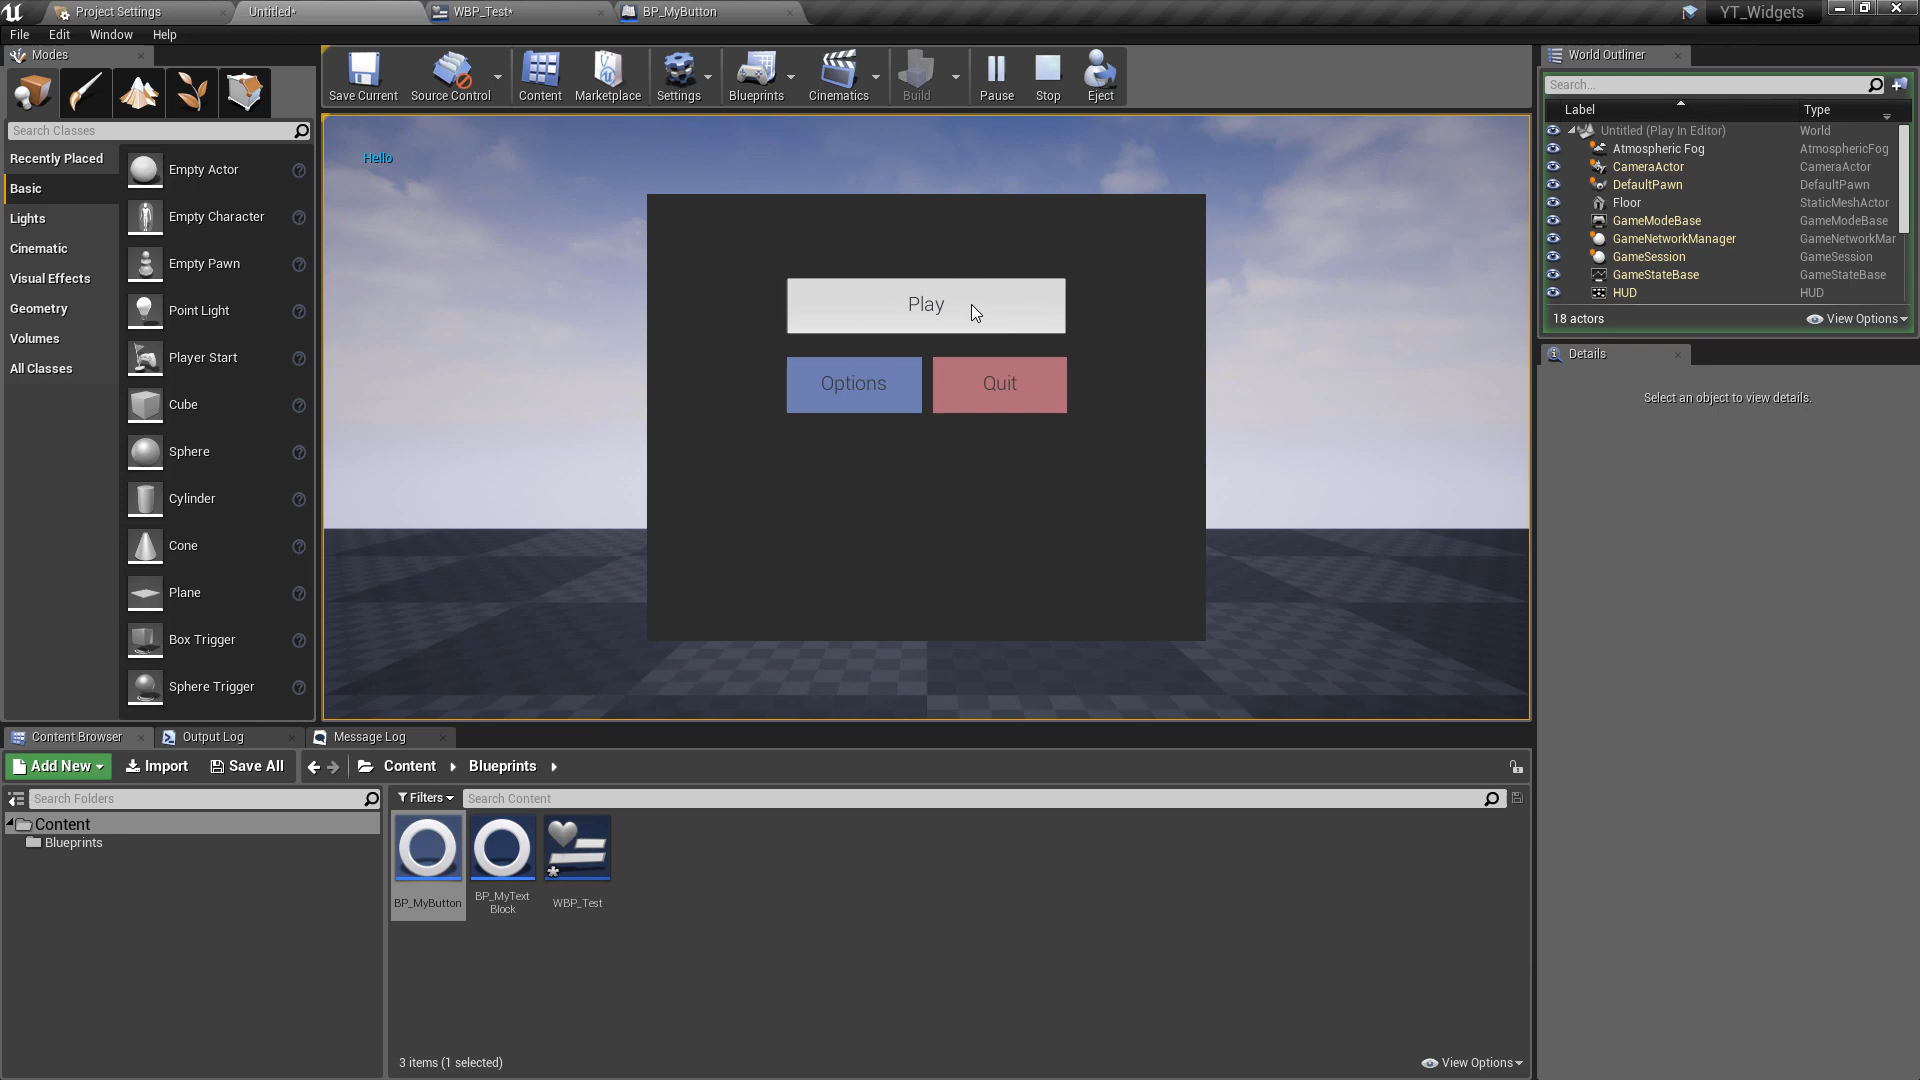 Project Settings
Untitled*
WBP_Test*
BP_MyButton
YT_Widgets
File Edit Window Help
Modes
Save Current
Source Control
Content
Marketplace
Settings
Blueprints
Cinematics
Build
Pause
Stop
Eject
Search Classes
Recently Placed
Basic
Lights
Cinematic
Visual Effects
Geometry
Volumes
All Classes
Empty Actor
Empty Character
Empty Pawn
Point Light
Player Start
Cube
Sphere
Cylinder
Cone
Plane
Box Trigger
Sphere Trigger
Hello
Play
Options
Quit
World Outliner
Search...
Label Type
Untitled (Play In Editor) World
Atmospheric Fog AtmosphericFog
CameraActor CameraActor
DefaultPawn DefaultPawn
Floor StaticMeshActor
GameModeBase GameModeBase
GameNetworkManager GameNetworkMar
GameSession GameSession
GameStateBase GameStateBase
HUD HUD
18 actors
View Options
Details
Select an object to view details.
Content Browser
Output Log
Message Log
Add New
Import
Save All
Content
Blueprints
Search Folders
Content
Blueprints
Filters
Search Content
BP_MyButton
BP_MyText
Block
WBP_Test
3 items (1 selected)
View Options